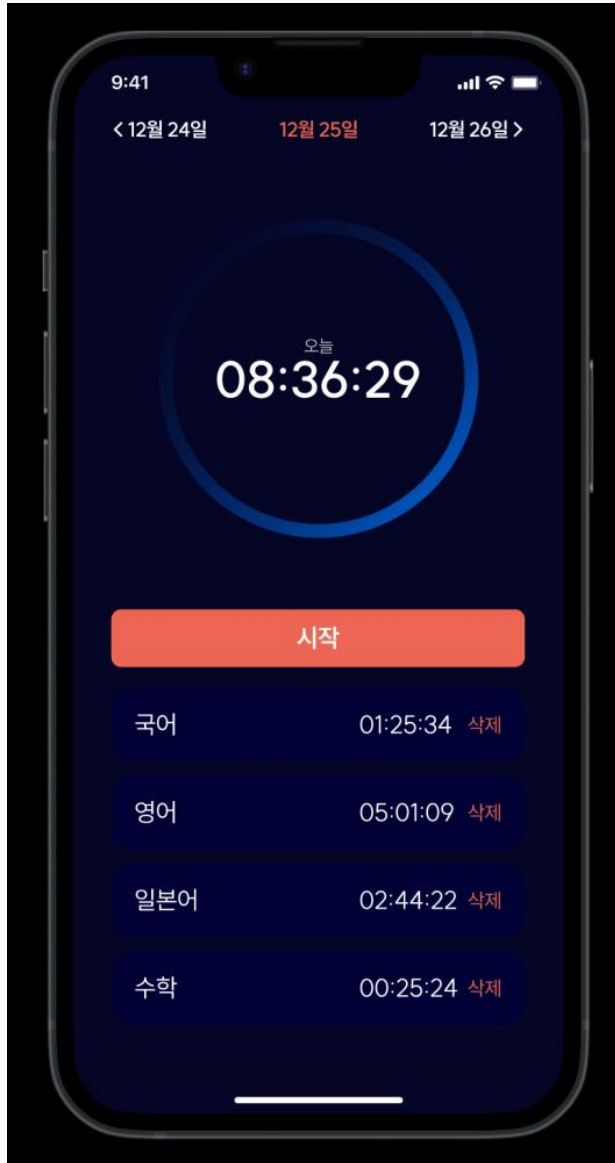 9:41
< 12월 24일 12월 25일 12월 26일 >
오늘
08:36:29
시작
국어 01:25:34 삭제
영어 05:01:09 삭제
일본어 02:44:22 삭제
수학 00:25:24 삭제